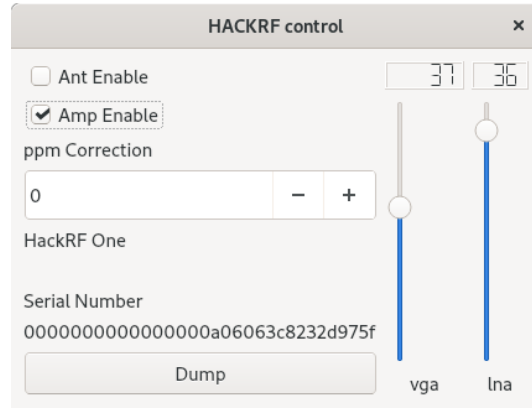 HACKRF control ×
Ant Enable 37 36
Amp Enable
ppm Correction
0 − +
HackRF One
Serial Number
0000000000000000a06063c8232d975f
Dump
vga lna